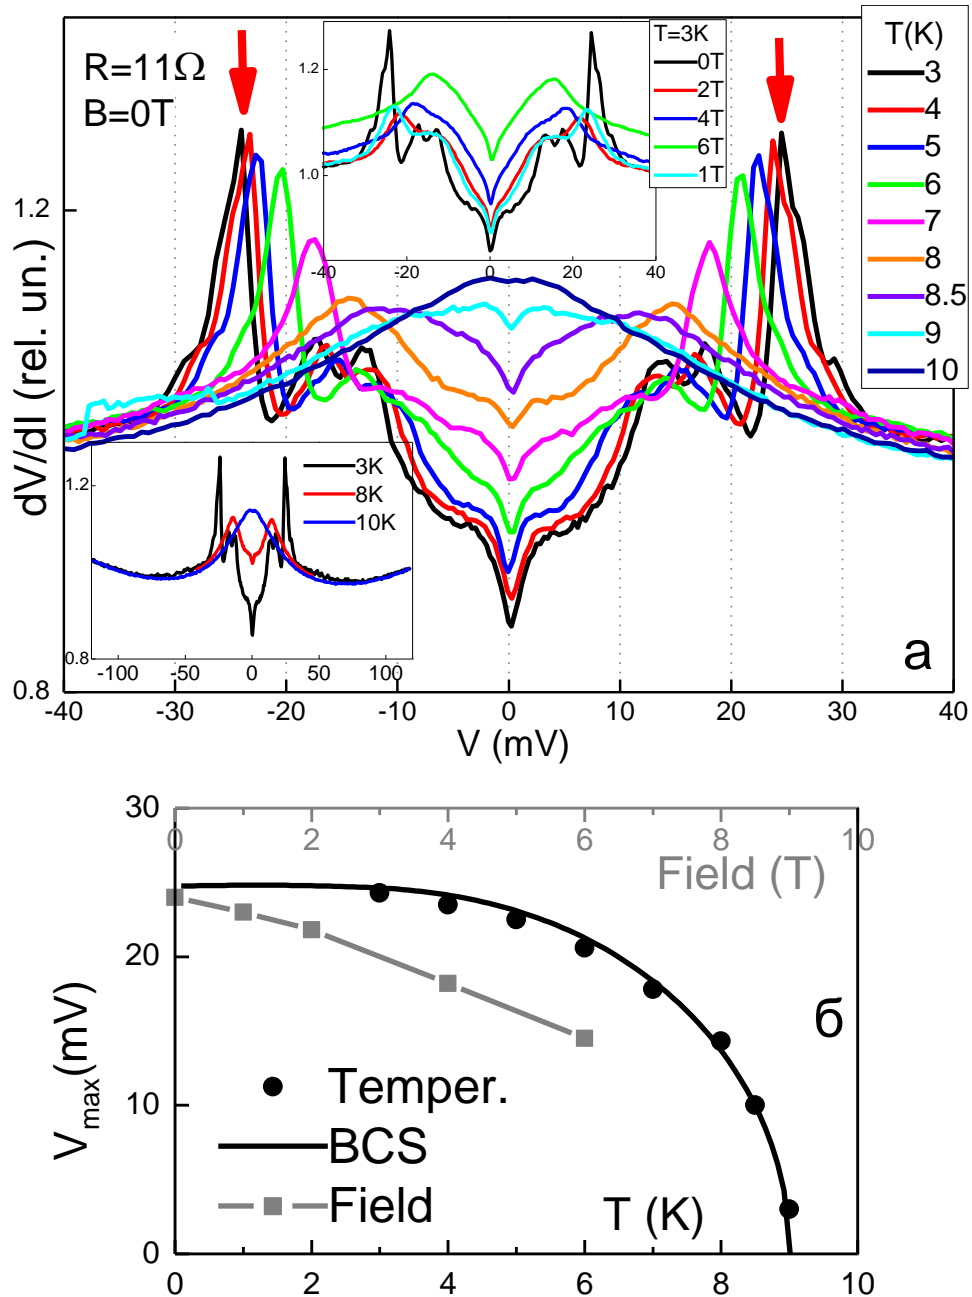 R=11Ω
B=0T
T=3K
0T
2T
4T
6T
1T
1.2
1.0
-40
-20
0
20
40
T(K)
3
4
5
6
7
8
8.5
9
10
1.2
0.8
dV/dI (rel. un.)
3K
8K
10K
1.2
0.8
-100
-50
0
50
100
a
-40
-30
-20
-10
0
10
20
30
40
V (mV)
30
20
10
0
V_max(mV)
0
2
4
6
8
10
Field (T)
б
Temper.
BCS
Field
T (K)
0
2
4
6
8
10